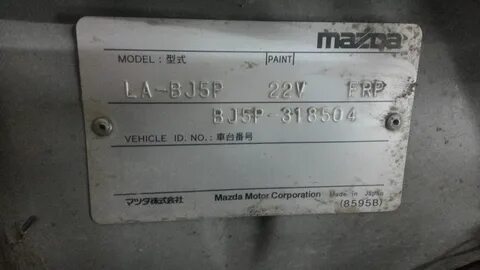 mazda
MODEL: 型式 PAINT
LA-BJ5P 22V FRP
BJ5P-318504
VEHICLE ID. NO.: 車台番号
マツダ株式会社 Mazda Motor Corporation Made in Japan
(8595B)